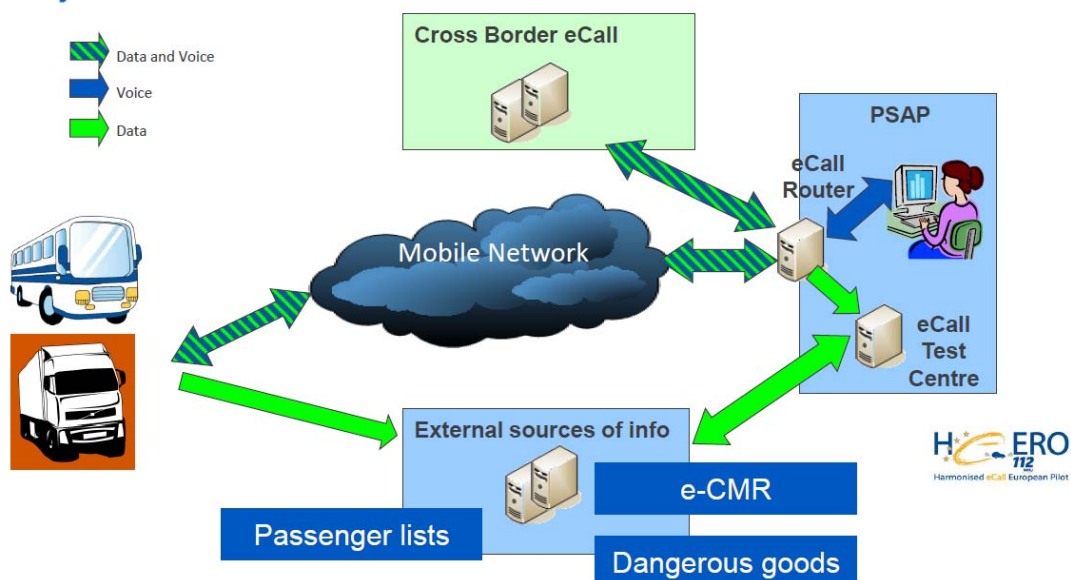 Data and Voice
Voice
Data
Cross Border eCall
PSAP
eCall
Router
Mobile Network
eCall
Test
Centre
External sources of info
e-CMR
Passenger lists
Dangerous goods
HeERO
112
Harmonised eCall European Pilot